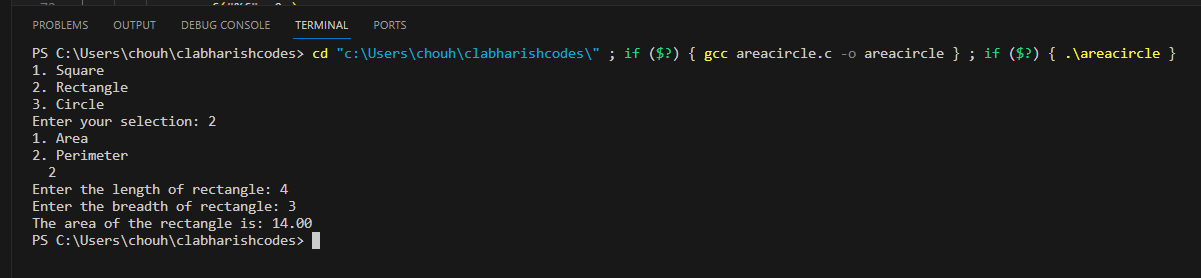 PROBLEMS OUTPUT DEBUG CONSOLE TERMINAL PORTS
PS C:\Users\chouh\clabharishcodes> cd "c:\Users\chouh\clabharishcodes\" ; if ($?) { gcc areacircle.c -o areacircle } ; if ($?) { .\areacircle }
1. Square
2. Rectangle
3. Circle
Enter your selection: 2
1. Area
2. Perimeter
2
Enter the length of rectangle: 4
Enter the breadth of rectangle: 3
The area of the rectangle is: 14.00
PS C:\Users\chouh\clabharishcodes>